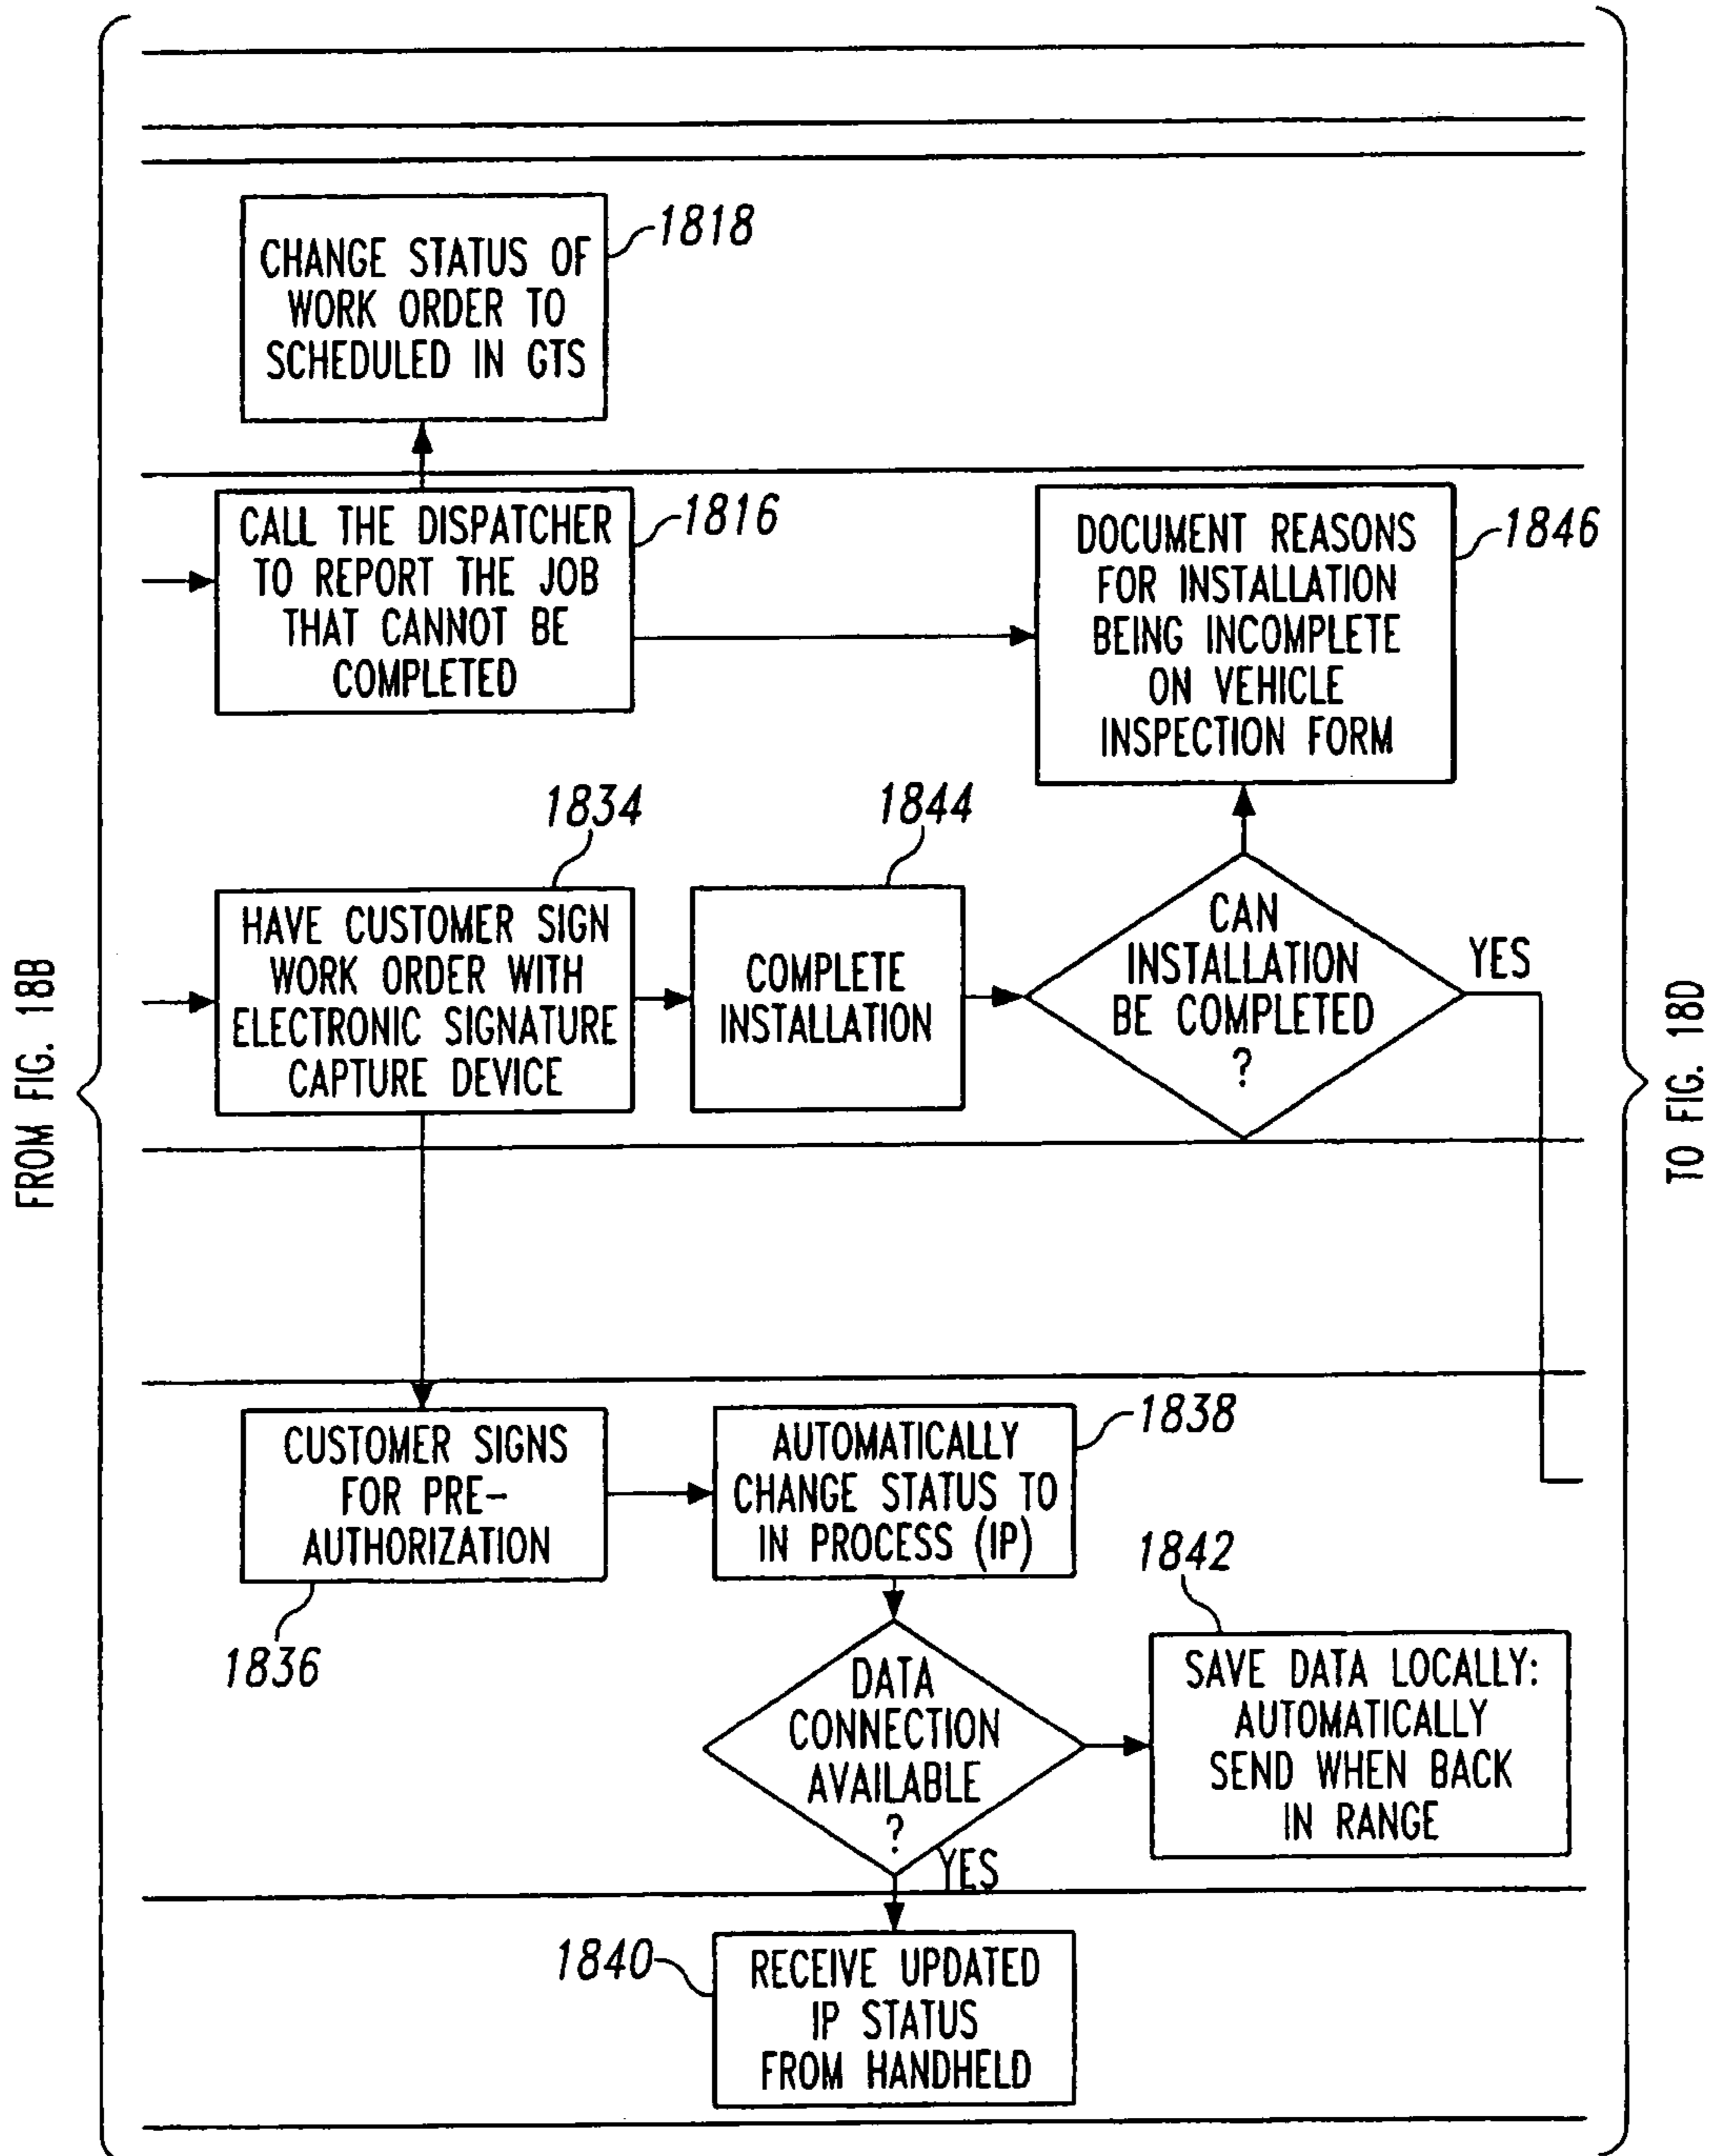 FROM FIG. 18B
CHANGE STATUS OF
WORK ORDER TO
SCHEDULED IN GTS
1818
CALL THE DISPATCHER
TO REPORT THE JOB
THAT CANNOT BE
COMPLETED
1816
DOCUMENT REASONS
FOR INSTALLATION
BEING INCOMPLETE
ON VEHICLE
INSPECTION FORM
1846
1834
HAVE CUSTOMER SIGN
WORK ORDER WITH
ELECTRONIC SIGNATURE
CAPTURE DEVICE
1844
COMPLETE
INSTALLATION
CAN
INSTALLATION
BE COMPLETED
?
YES
CUSTOMER SIGNS
FOR PRE-
AUTHORIZATION
1836
AUTOMATICALLY
CHANGE STATUS TO
IN PROCESS (IP)
1838
DATA
CONNECTION
AVAILABLE
?
YES
1842
SAVE DATA LOCALLY:
AUTOMATICALLY
SEND WHEN BACK
IN RANGE
1840
RECEIVE UPDATED
IP STATUS
FROM HANDHELD
TO FIG. 18D